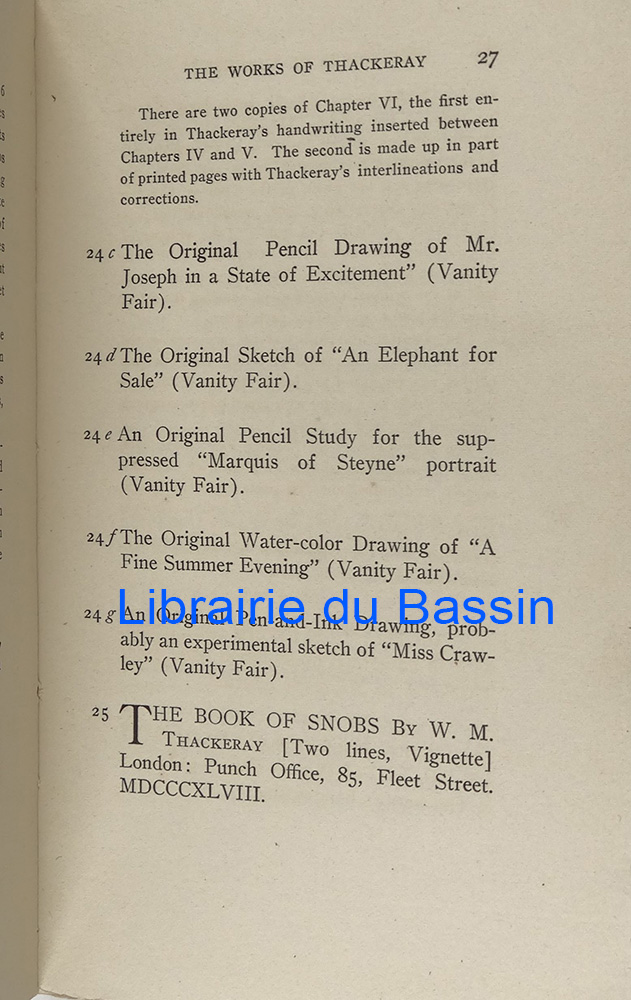 THE WORKS OF THACKERAY 27
There are two copies of Chapter VI, the first en-
tirely in Thackeray's handwriting inserted between
Chapters IV and V. The second is made up in part
of printed pages with Thackeray's interlineations and
corrections.
24 c The Original Pencil Drawing of Mr.
Joseph in a State of Excitement” (Vanity
Fair).
24 d The Original Sketch of “An Elephant for
Sale” (Vanity Fair).
24 e An Original Pencil Study for the sup-
pressed “Marquis of Steyne” portrait
(Vanity Fair).
24 f The Original Water-color Drawing of “A
Fine Summer Evening” (Vanity Fair).
Librairie du Bassin
24 g An Original Pen-and-Ink Drawing, prob-
ably an experimental sketch of “Miss Craw-
ley” (Vanity Fair).
25 THE BOOK OF SNOBS By W. M.
THACKERAY [Two lines, Vignette]
London: Punch Office, 85, Fleet Street.
MDCCCXLVIII.